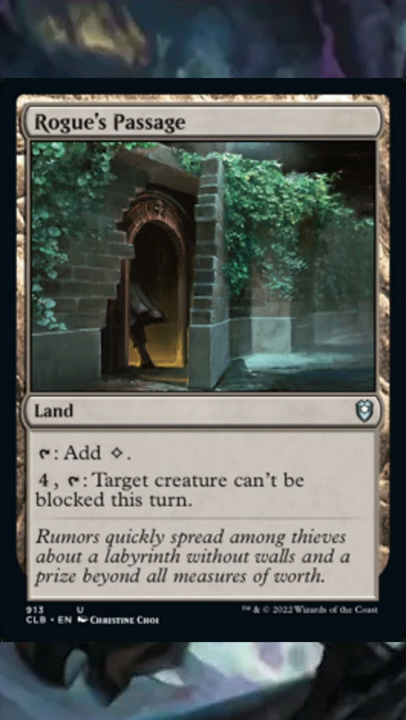 Rogue's Passage
Land
: Add .
4, : Target creature can't be
blocked this turn.
Rumors quickly spread among thieves
about a labyrinth without walls and a
prize beyond all measures of worth.
913 U
CLB • EN Christine Choi
™ & © 2022 Wizards of the Coast